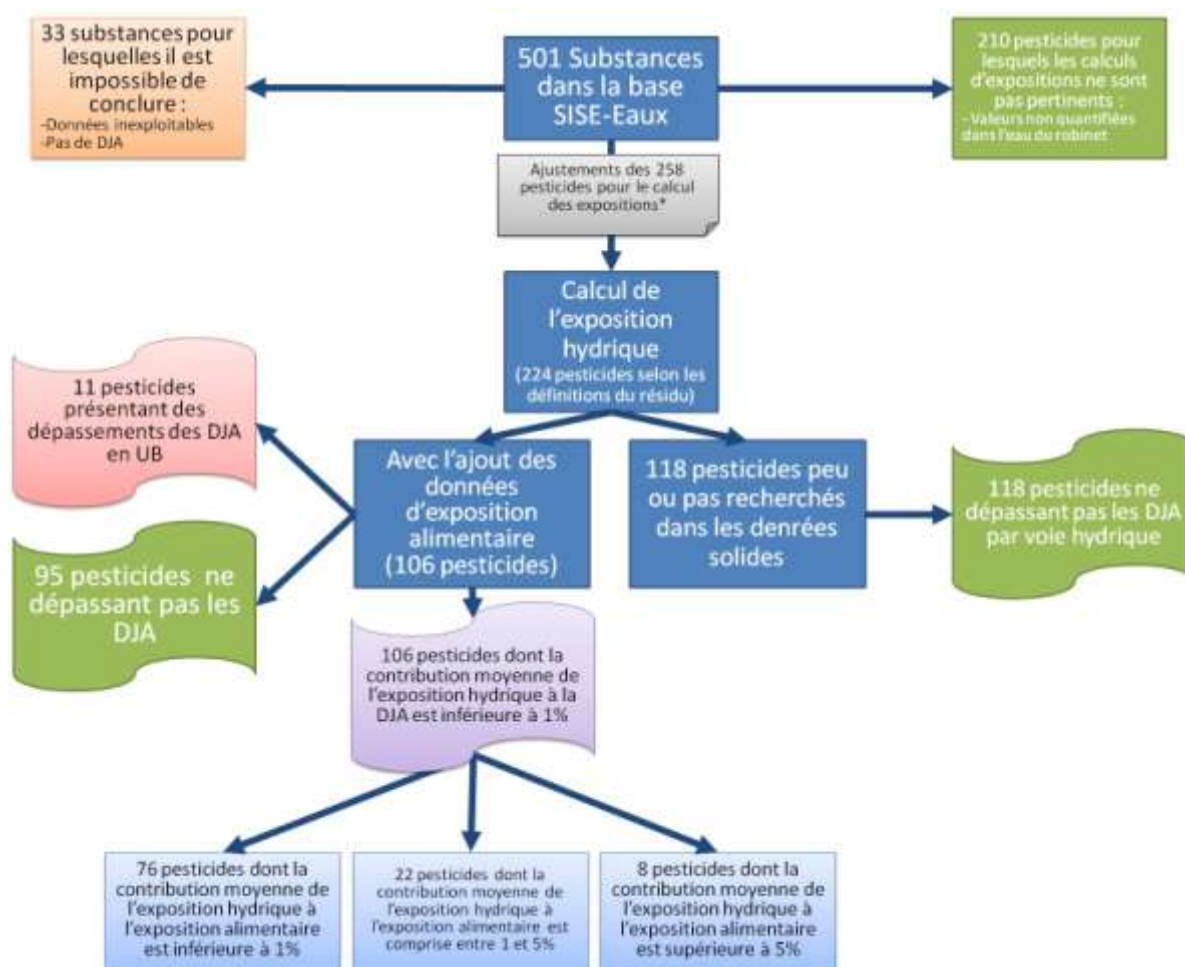 33 substances pour
lesquelles il est
impossible de
conclure :
-Données inexploitables
-Pas de DJA
501 Substances
dans la base
SISE-Eaux
210 pesticides pour
lesquels les calculs
d'expositions ne sont
pas pertinents :
- Valeurs non quantifiées
dans l'eau du robinet
Ajustements des 258
pesticides pour le calcul
des expositions*
Calcul de
l'exposition
hydrique
(224 pesticides selon les
définitions du résidu)
11 pesticides
présentant des
dépassements des DJA
en UB
Avec l'ajout des
données
d'exposition
alimentaire
(106 pesticides)
118 pesticides peu
ou pas recherchés
dans les denrées
solides
118 pesticides ne
dépassant pas les DJA
par voie hydrique
95 pesticides ne
dépassant pas les
DJA
106 pesticides dont la
contribution moyenne de
l'exposition hydrique à la
DJA est inférieure à 1%
76 pesticides dont la
contribution moyenne de
l'exposition hydrique à
l'exposition alimentaire
est inférieure à 1%
22 pesticides dont la
contribution moyenne de
l'exposition hydrique à
l'exposition alimentaire est
comprise entre 1 et 5%
8 pesticides dont la
contribution moyenne de
l'exposition hydrique à
l'exposition alimentaire
est supérieure à 5%